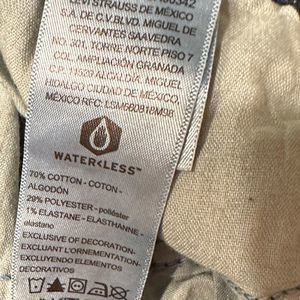 LEVI STRAUSS DE MÉXICO
S.A. DE C.V. BLVD. MIGUEL DE
CERVANTES SAAVEDRA
NO. 301, TORRE NORTE PISO 7
COL. AMPLIACIÓN GRANADA
C.P. 11529 ALCALDÍA. MIGUEL
HIDALGO CIUDAD DE MÉXICO
MÉXICO RFC: LSM660818M98
WATER<LESS™
70% COTTON - COTON -
ALGODÓN
29% POLYESTER - poliéster
1% ELASTANE - ELASTHANNE -
elastano
EXCLUSIVE OF DECORATION-
EXCLUANT L'ORNEMENTATION-
EXCLUYENDO ELEMENTOS
DECORATIVOS